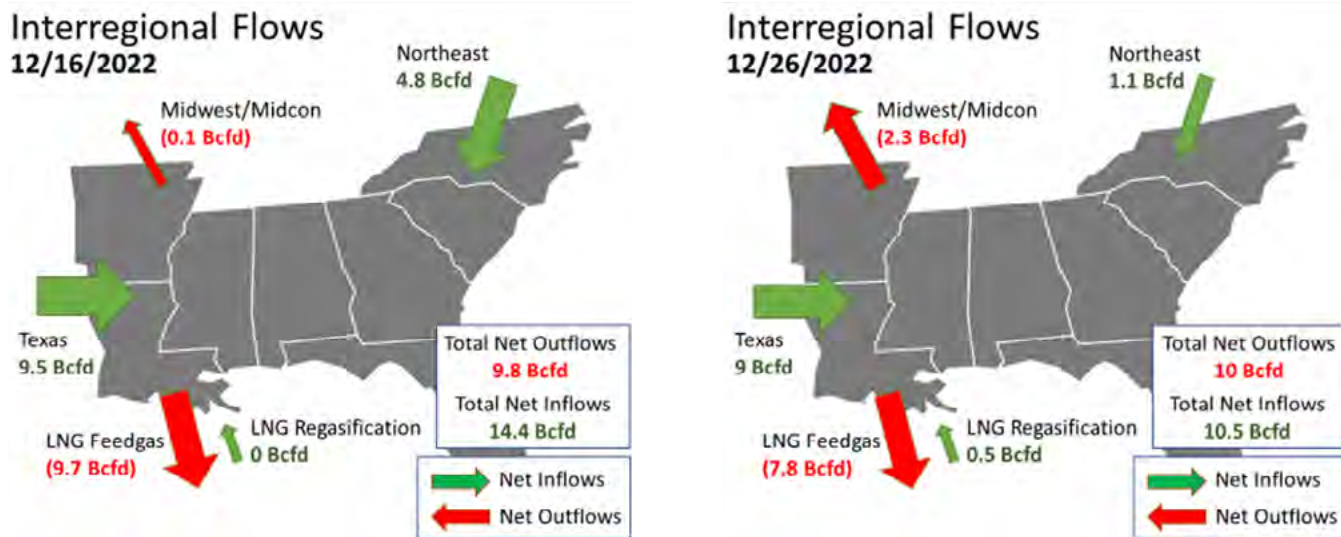 Interregional Flows
12/16/2022
Northeast
4.8 Bcfd
Midwest/Midcon
(0.1 Bcfd)
Texas
9.5 Bcfd
Total Net Outflows
9.8 Bcfd
Total Net Inflows
14.4 Bcfd
LNG Feedgas
(9.7 Bcfd)
LNG Regasification
0 Bcfd
Net Inflows
Net Outflows
Interregional Flows
12/26/2022
Northeast
1.1 Bcfd
Midwest/Midcon
(2.3 Bcfd)
Texas
9 Bcfd
Total Net Outflows
10 Bcfd
Total Net Inflows
10.5 Bcfd
LNG Feedgas
(7.8 Bcfd)
LNG Regasification
0.5 Bcfd
Net Inflows
Net Outflows